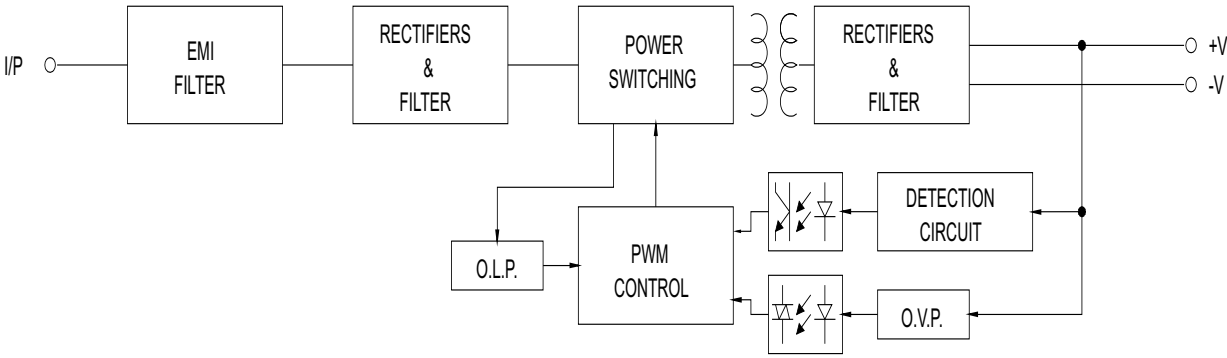 I/P
EMI
FILTER
RECTIFIERS
&
FILTER
POWER
SWITCHING
RECTIFIERS
&
FILTER
+V
-V
O.L.P.
PWM
CONTROL
DETECTION
CIRCUIT
O.V.P.